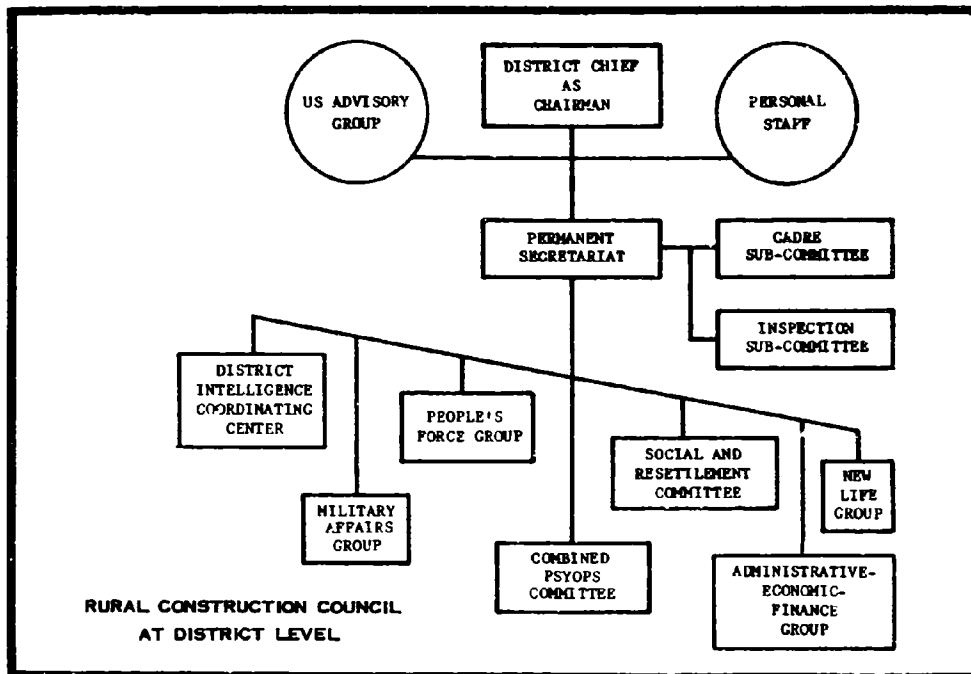 US ADVISORY
GROUP
DISTRICT CHIEF
AS
CHAIRMAN
PERSONAL
STAFF
PERMANENT
SECRETARIAT
CADRE
SUB-COMMITTEE
INSPECTION
SUB-COMMITTEE
DISTRICT
INTELLIGENCE
COORDINATING
CENTER
PEOPLE'S
FORCE GROUP
MILITARY
AFFAIRS
GROUP
COMBINED
PSYOPS
COMMITTEE
SOCIAL AND
RESETTLEMENT
COMMITTEE
NEW
LIFE
GROUP
ADMINISTRATIVE-
ECONOMIC-
FINANCE
GROUP
RURAL CONSTRUCTION COUNCIL
AT DISTRICT LEVEL